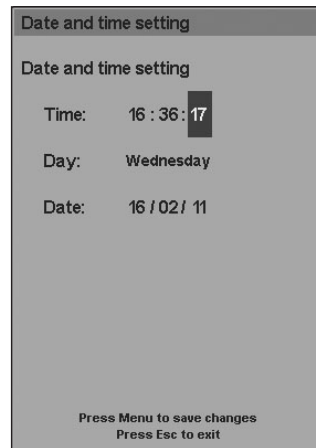 Date and time setting
Date and time setting
Time: 16 : 36 : 17
Day: Wednesday
Date: 16 / 02 / 11
Press Menu to save changes
Press Esc to exit